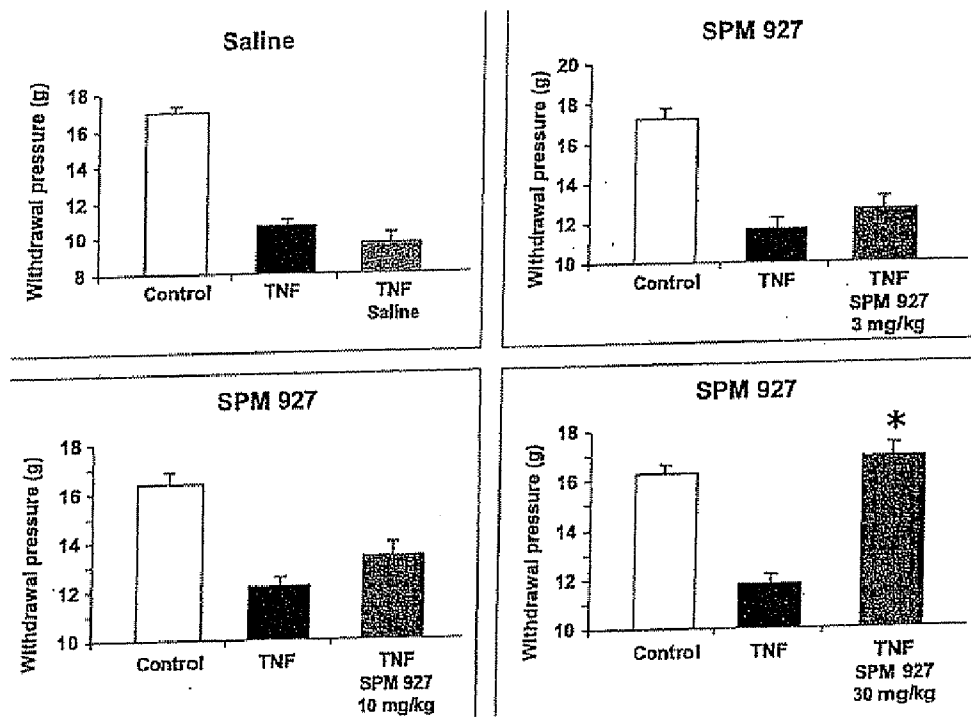 Saline
Withdrawal pressure (g)
18
16
14
12
10
8
Control
TNF
TNF
Saline
SPM 927
Withdrawal pressure (g)
20
18
16
14
12
10
Control
TNF
TNF
SPM 927
3 mg/kg
SPM 927
Withdrawal pressure (g)
18
16
14
12
10
Control
TNF
TNF
SPM 927
10 mg/kg
SPM 927
Withdrawal pressure (g)
18
16
14
12
10
*
Control
TNF
TNF
SPM 927
30 mg/kg